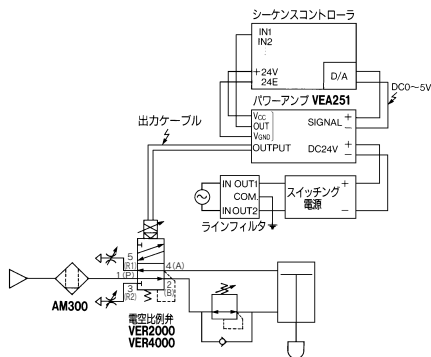 シーケンスコントローラ
IN1
IN2
+24V
24E
D/A
DC0～5V
パワーアンプ VEA251
VCC
OUT
VGND
OUTPUT
SIGNAL
+
−
DC24V
+
−
出力ケーブル
IN OUT1
COM.
IN OUT2
ラインフィルタ
スイッチング
電源
+
−
5
(R1)
4(A)
1(P)
3
(R2)
2
(B)
AM300
電空比例弁
VER2000
VER4000